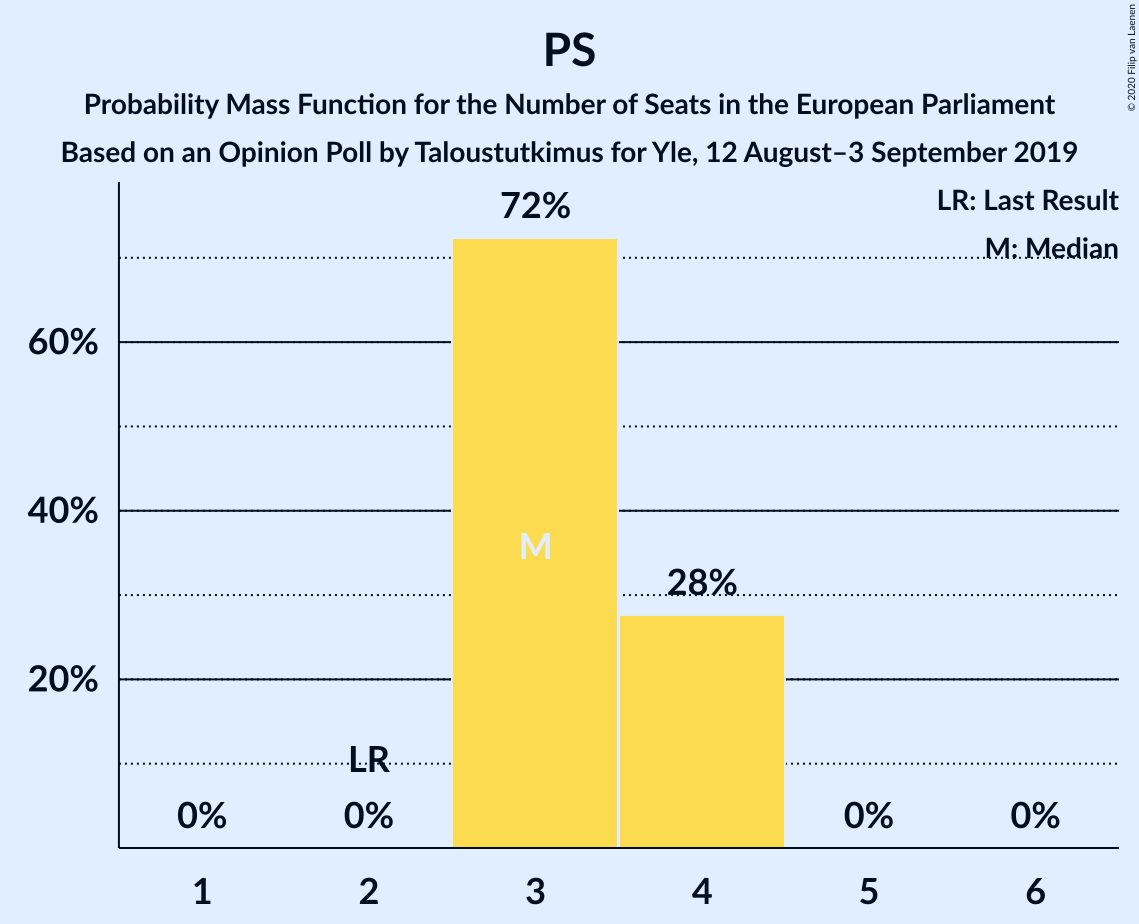 PS
Probability Mass Function for the Number of Seats in the European Parliament
Based on an Opinion Poll by Taloustutkimus for Yle, 12 August–3 September 2019
© 2020 Filip van Laenen
LR: Last Result
M: Median
72%
60%
40%
M
28%
20%
LR
0%
0%
0%
0%
1
2
3
4
5
6